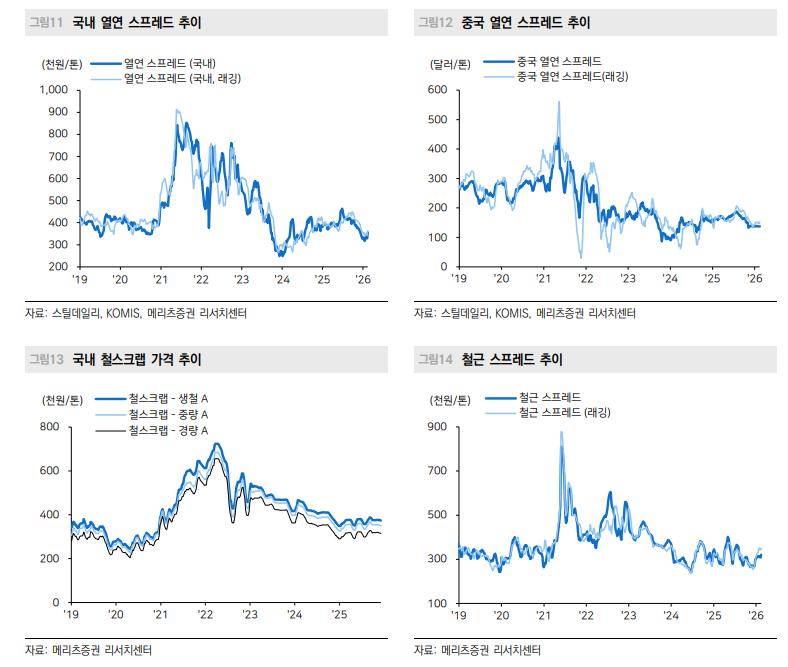 그림11 국내 열연 스프레드 추이
(천원/톤)
열연 스프레드 (국내)
열연 스프레드 (국내, 래깅)
1,000
900
800
700
600
500
400
300
200
'19 '20 '21 '22 '23 '24 '25 '26
자료: 스틸데일리, KOMIS, 메리츠증권 리서치센터
그림12 중국 열연 스프레드 추이
(달러/톤)
중국 열연 스프레드
중국 열연 스프레드(래깅)
600
500
400
300
200
100
0
'19 '20 '21 '22 '23 '24 '25 '26
자료: 스틸데일리, KOMIS, 메리츠증권 리서치센터
그림13 국내 철스크랩 가격 추이
(천원/톤)
철스크랩 - 생철 A
철스크랩 - 중량 A
철스크랩 - 경량 A
800
600
400
200
0
'19 '20 '21 '22 '23 '24 '25
자료: 메리츠증권 리서치센터
그림14 철근 스프레드 추이
(천원/톤)
철근 스프레드
철근 스프레드 (래깅)
900
700
500
300
100
'19 '20 '21 '22 '23 '24 '25 '26
자료: 메리츠증권 리서치센터